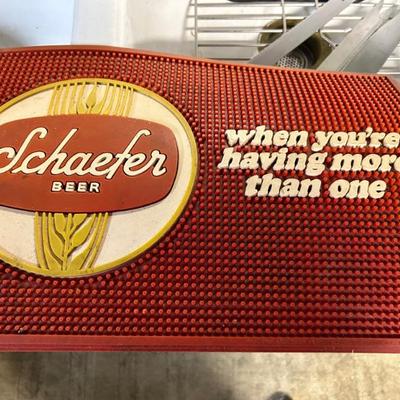 Schaefer
BEER
when you're
having more
than one